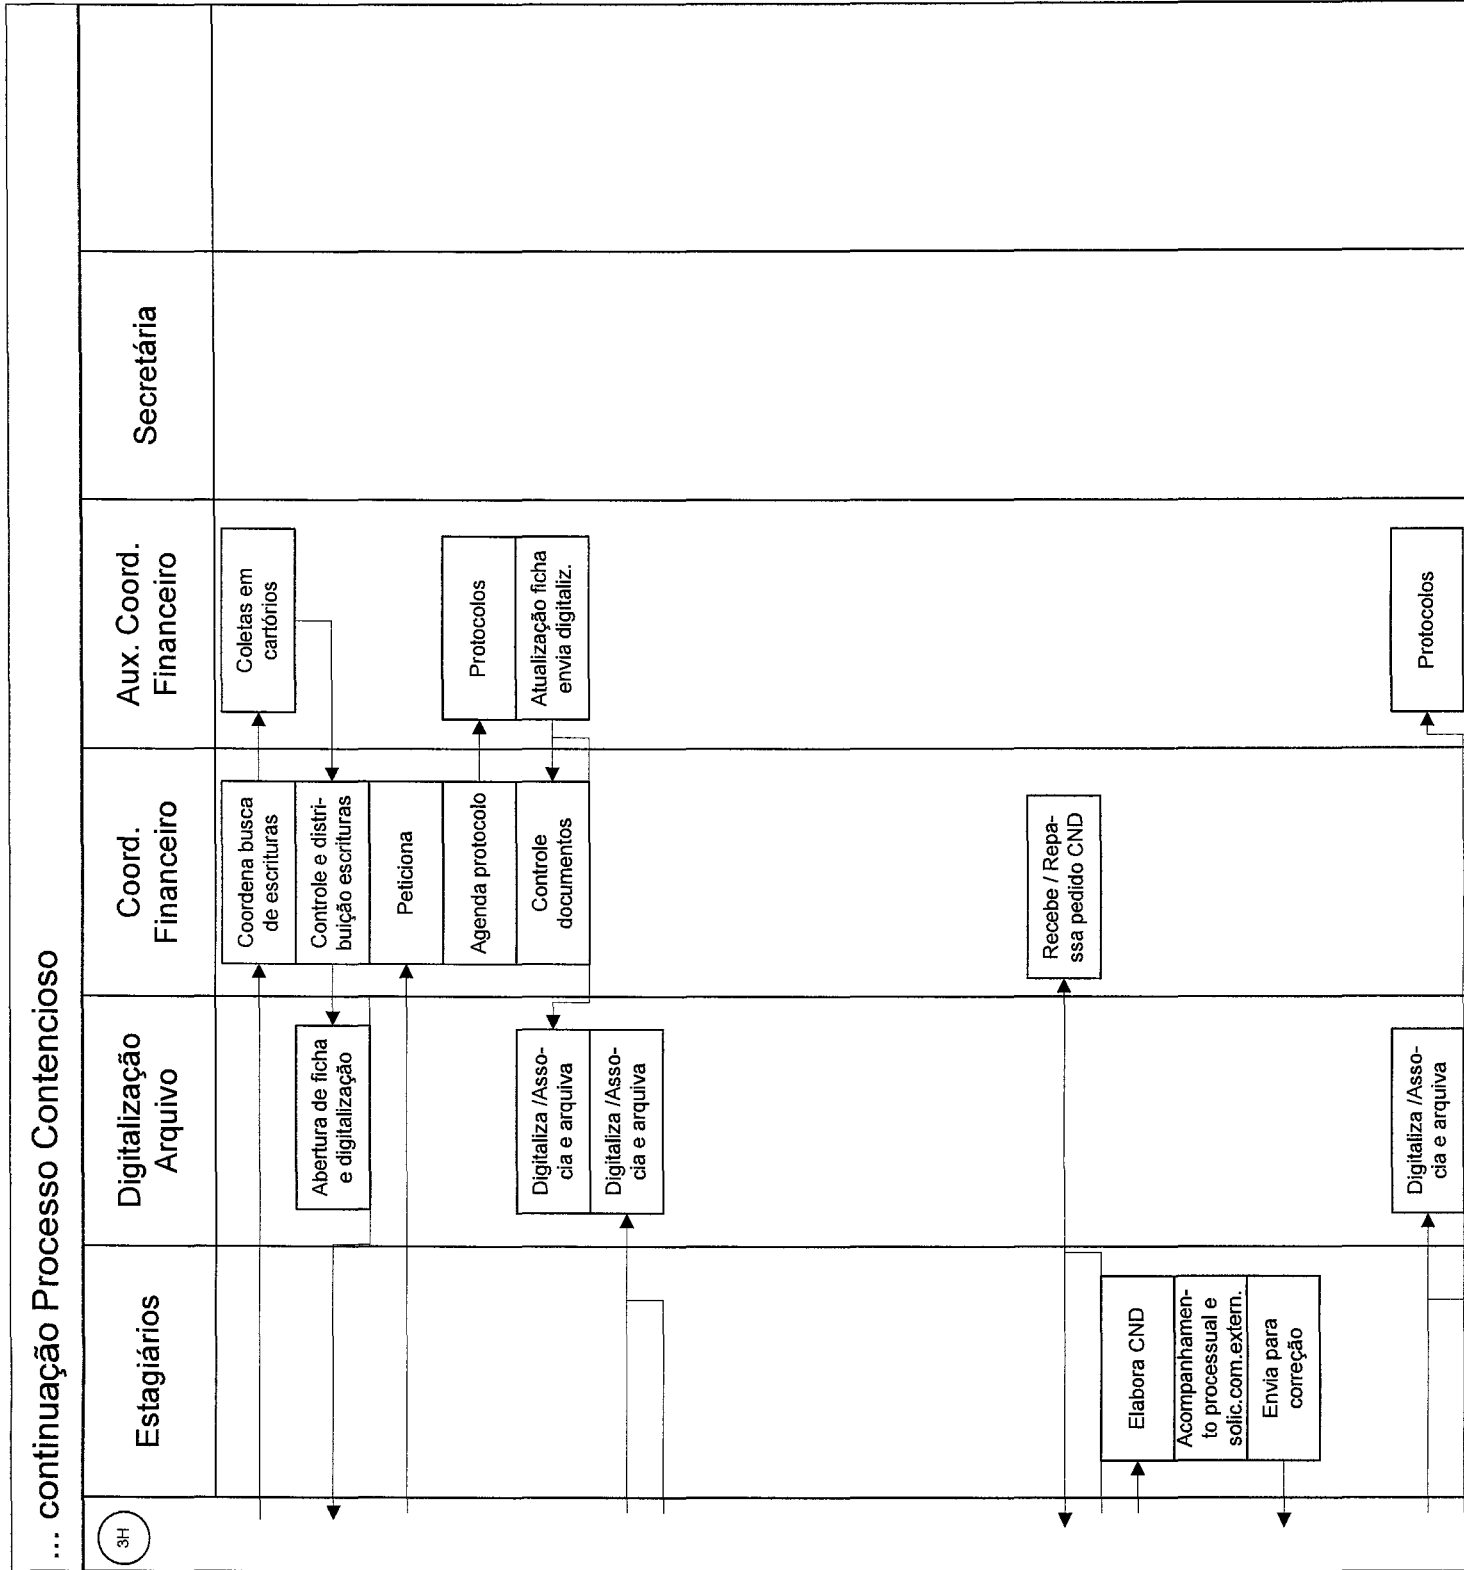 ... continuação Processo Contencioso
3H
Estagiários
Digitalização
Arquivo
Coord.
Financeiro
Aux. Coord.
Financeiro
Secretária
Coordena busca
de escrituras
Coletas em
cartórios
Abertura de ficha
e digitalização
Controle e distri-
buição escrituras
Peticiona
Agenda protocolo
Protocolos
Digitaliza /Asso-
cia e arquiva
Controle
documentos
Atualização ficha
envia digitaliz.
Digitaliza /Asso-
cia e arquiva
Recebe / Repa-
ssa pedido CND
Elabora CND
Acompanhamen-
to processual e
solic.com.extern.
Envia para
correção
Digitaliza /Asso-
cia e arquiva
Protocolos